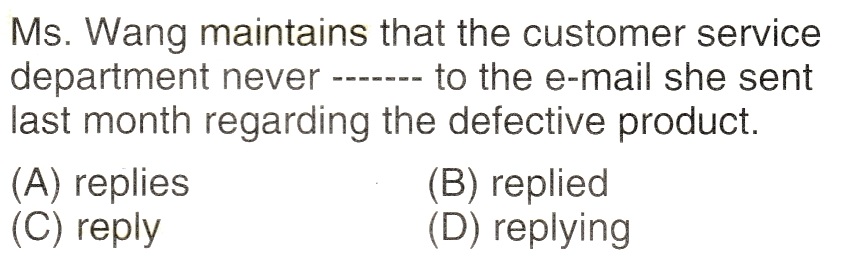 Ms. Wang maintains that the customer service
department never ------- to the e-mail she sent
last month regarding the defective product.
(A) replies (B) replied
(C) reply (D) replying